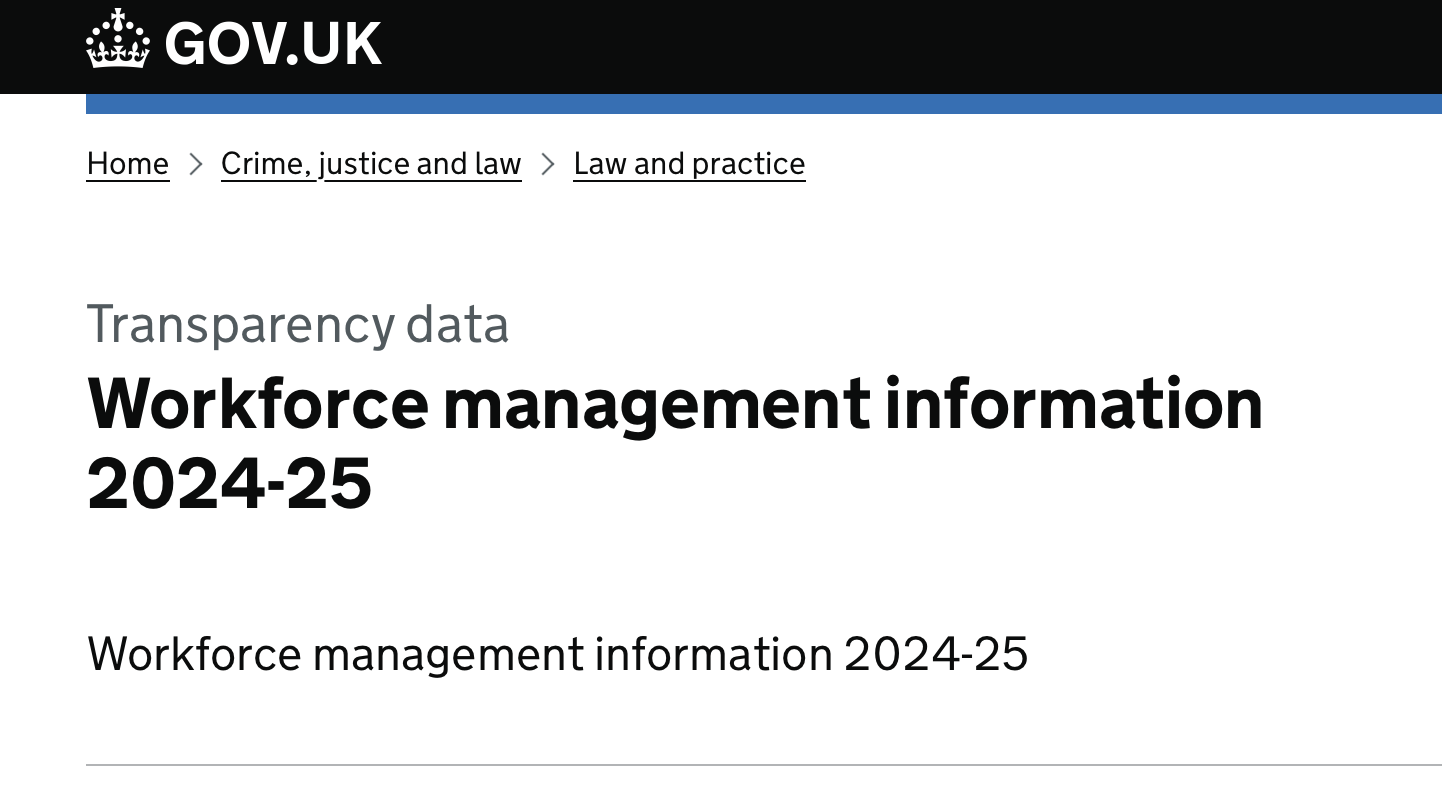 GOV.UK
Home > Crime, justice and law > Law and practice
Transparency data
Workforce management information
2024-25
Workforce management information 2024-25